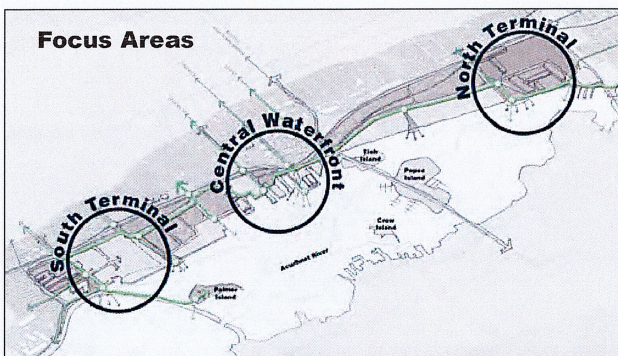 Focus Areas
North Terminal
Central Waterfront
South Terminal
Fish
Island
Popes
Island
Crow
Island
Acushnet River
Palmer
Island